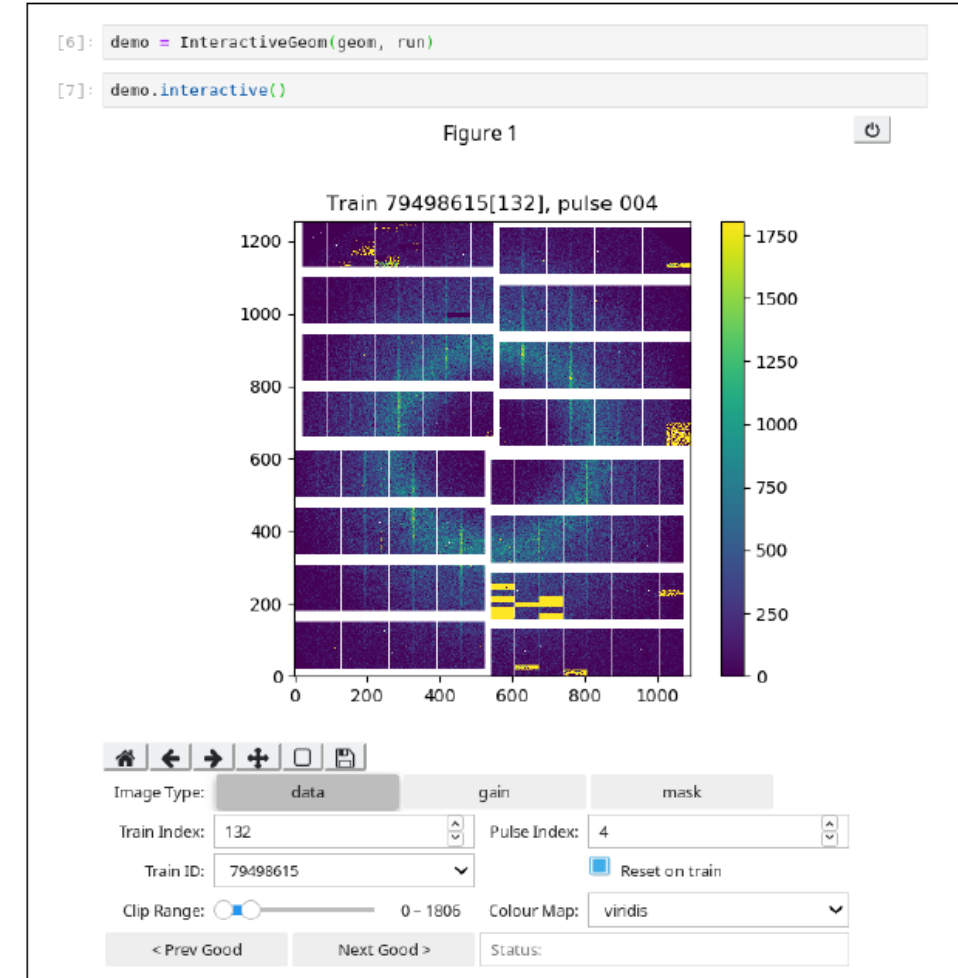 [6]: demo = InteractiveGeom(geom, run)
[7]: demo.interactive()
Figure 1
Train 79498615[132], pulse 004
1200
1000
800
600
400
200
0
0 200 400 600 800 1000
1750
1500
1250
1000
750
500
250
0
Image Type: data gain mask
Train Index: 132 Pulse Index: 4
Train ID: 79498615 Reset on train
Clip Range: 0 – 1806 Colour Map: viridis
< Prev Good Next Good > Status: